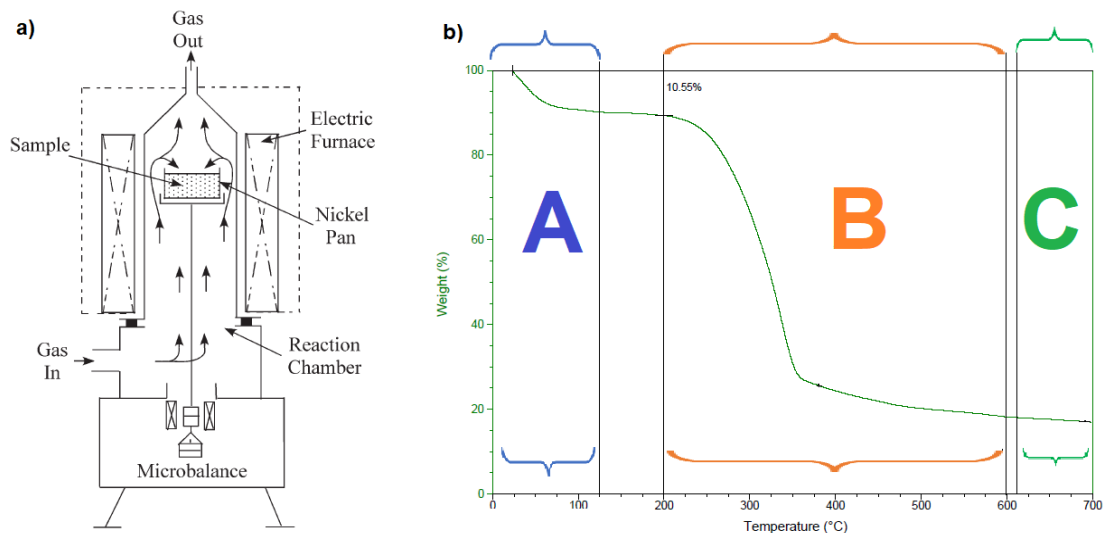 a)
Gas
Out
Sample
Electric
Furnace
Nickel
Pan
Gas
In
Reaction
Chamber
Microbalance
b)
100
80
60
40
20
0
Weight (%)
10.55%
A
B
C
0
100
200
300
400
500
600
700
Temperature (°C)